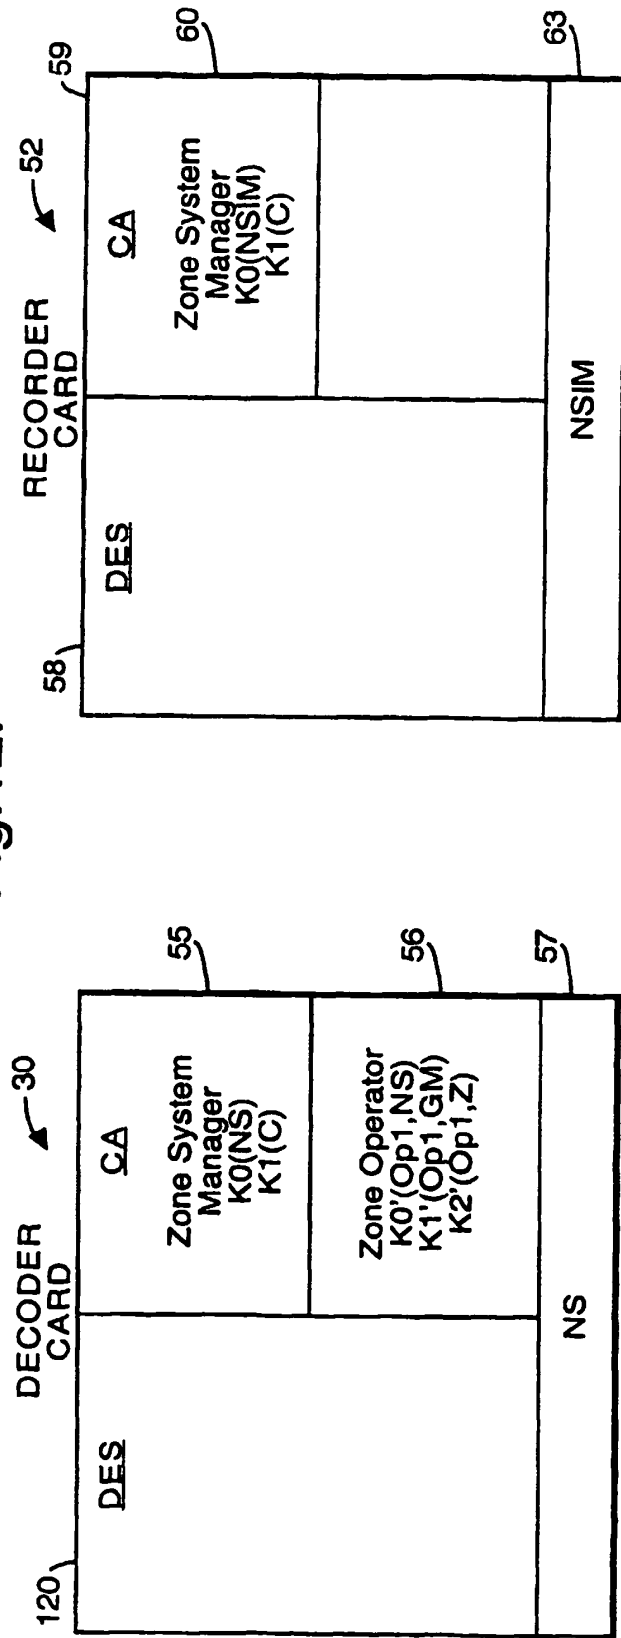 DECODER
CARD
30
120
DES
CA
Zone System
Manager
K0(NS)
K1(C)
55
Zone Operator
K0'(Op1,NS)
K1'(Op1,GM)
K2'(Op1,Z)
56
NS
57
RECORDER
CARD
52
58
59
DES
CA
Zone System
Manager
K0(NSIM)
K1(C)
60
NSIM
63